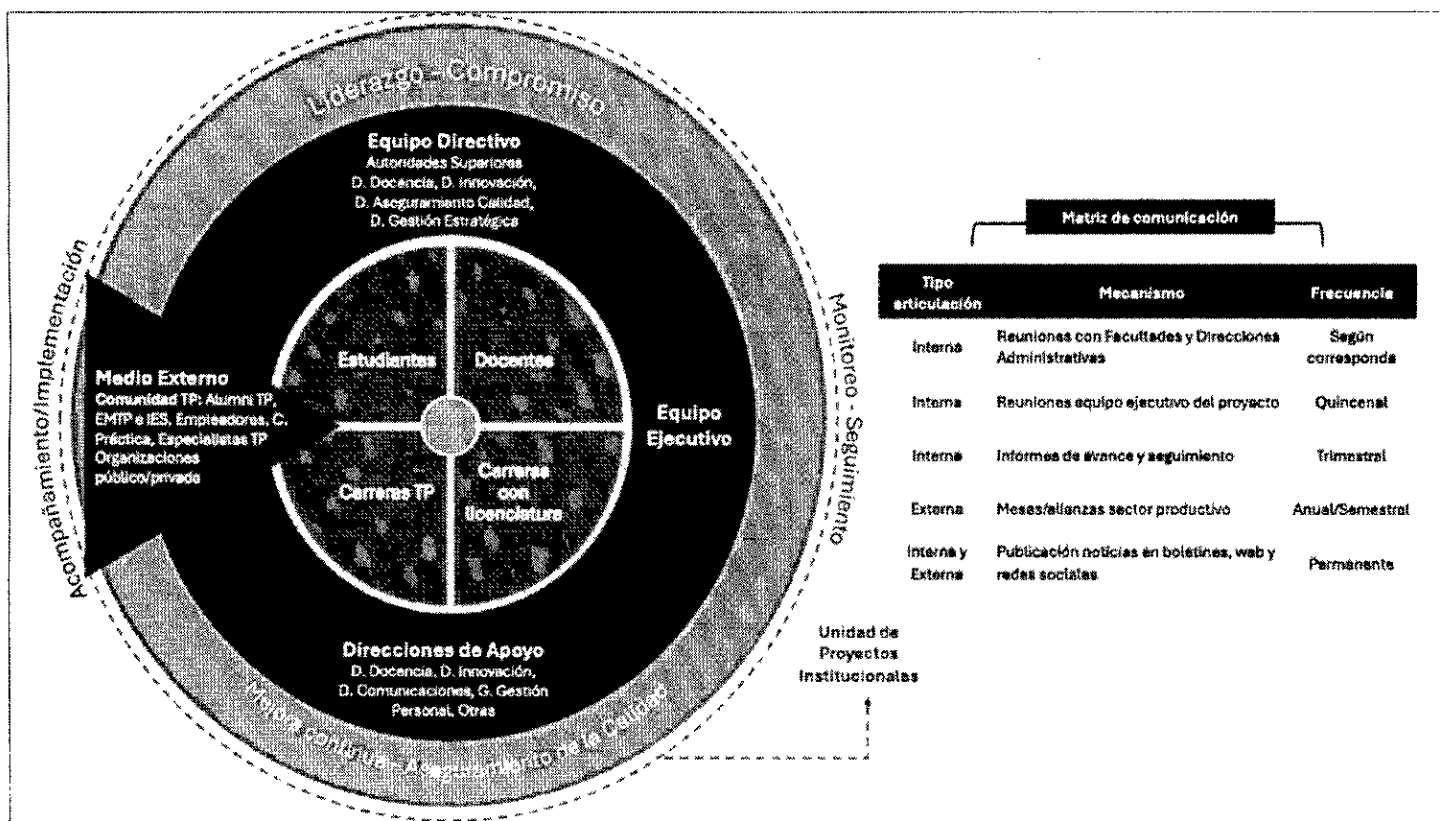 Liderazgo - Compromiso
Equipo Directivo
Autoridades Superiores
D. Docencia, D. Innovación,
D. Aseguramiento Calidad,
D. Gestión Estratégica
Acompañamiento/Implementación
Medio Externo
Comunidad TP: Alumni TP,
EMTP e IES, Empleadores, C.
Práctica, Especialistas TP
Organizaciones
público/privado
Estudiantes
Docentes
Carreras TP
Carreras
con
licenciatura
Equipo
Ejecutivo
Monitoreo - Seguimiento
Direcciones de Apoyo
D. Docencia, D. Innovación,
D. Comunicaciones, G. Gestión
Personal, Otras
Mejora continua - Aseguramiento de la Calidad
Unidad de
Proyectos
Institucionales
Matriz de comunicación
Tipo
articulación
Mecanismo
Frecuencia
Interna
Reuniones con Facultades y Direcciones
Administrativas
Según
corresponda
Interna
Reuniones equipo ejecutivo del proyecto
Quincenal
Interna
Informes de avance y seguimiento
Trimestral
Externa
Mesas/alianzas sector productivo
Anual/Semestral
Interna y
Externa
Publicación noticias en boletines, web y
redes sociales
Permanente